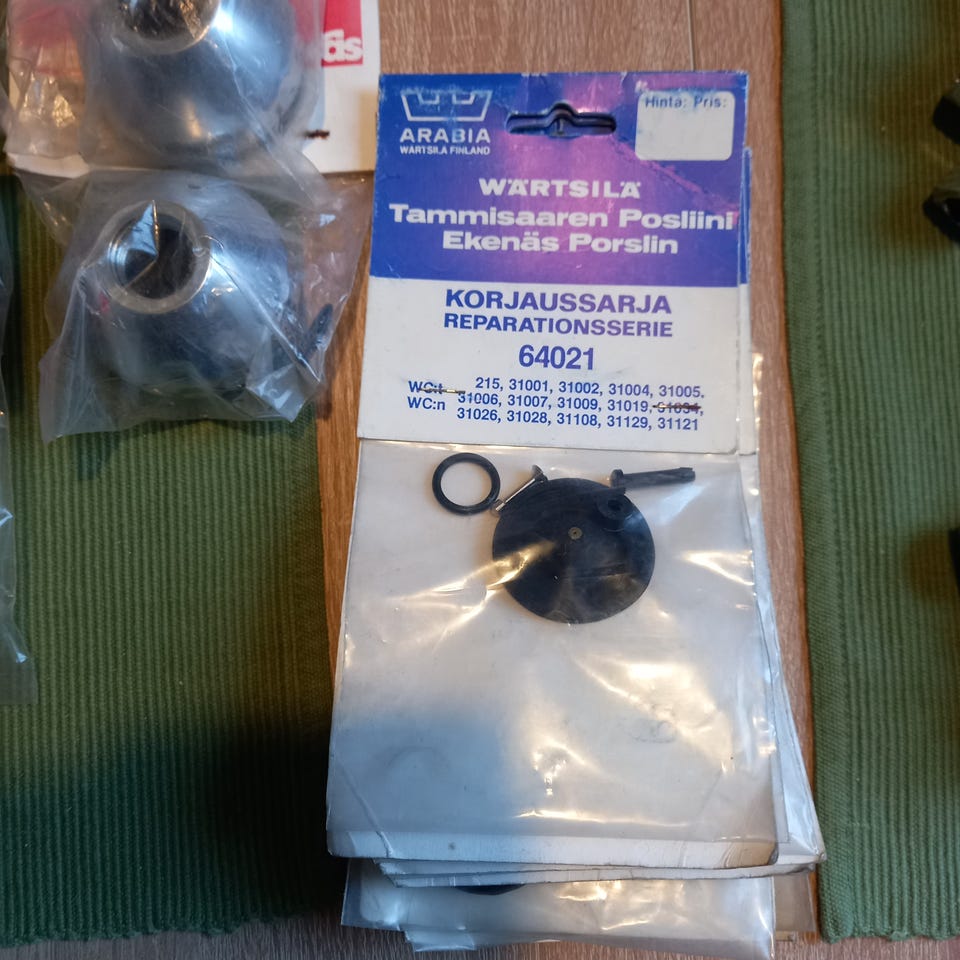 ARABIA
WÄRTSILÄ FINLAND
Hinta: Pris:
WÄRTSILÄ
Tammisaaren Posliini
Ekenäs Porslin
KORJAUSSARJA
REPARATIONSSERIE
64021
WC:t 215, 31001, 31002, 31004, 31005,
WC:n 31006, 31007, 31009, 31019, 31034,
31026, 31028, 31108, 31129, 31121